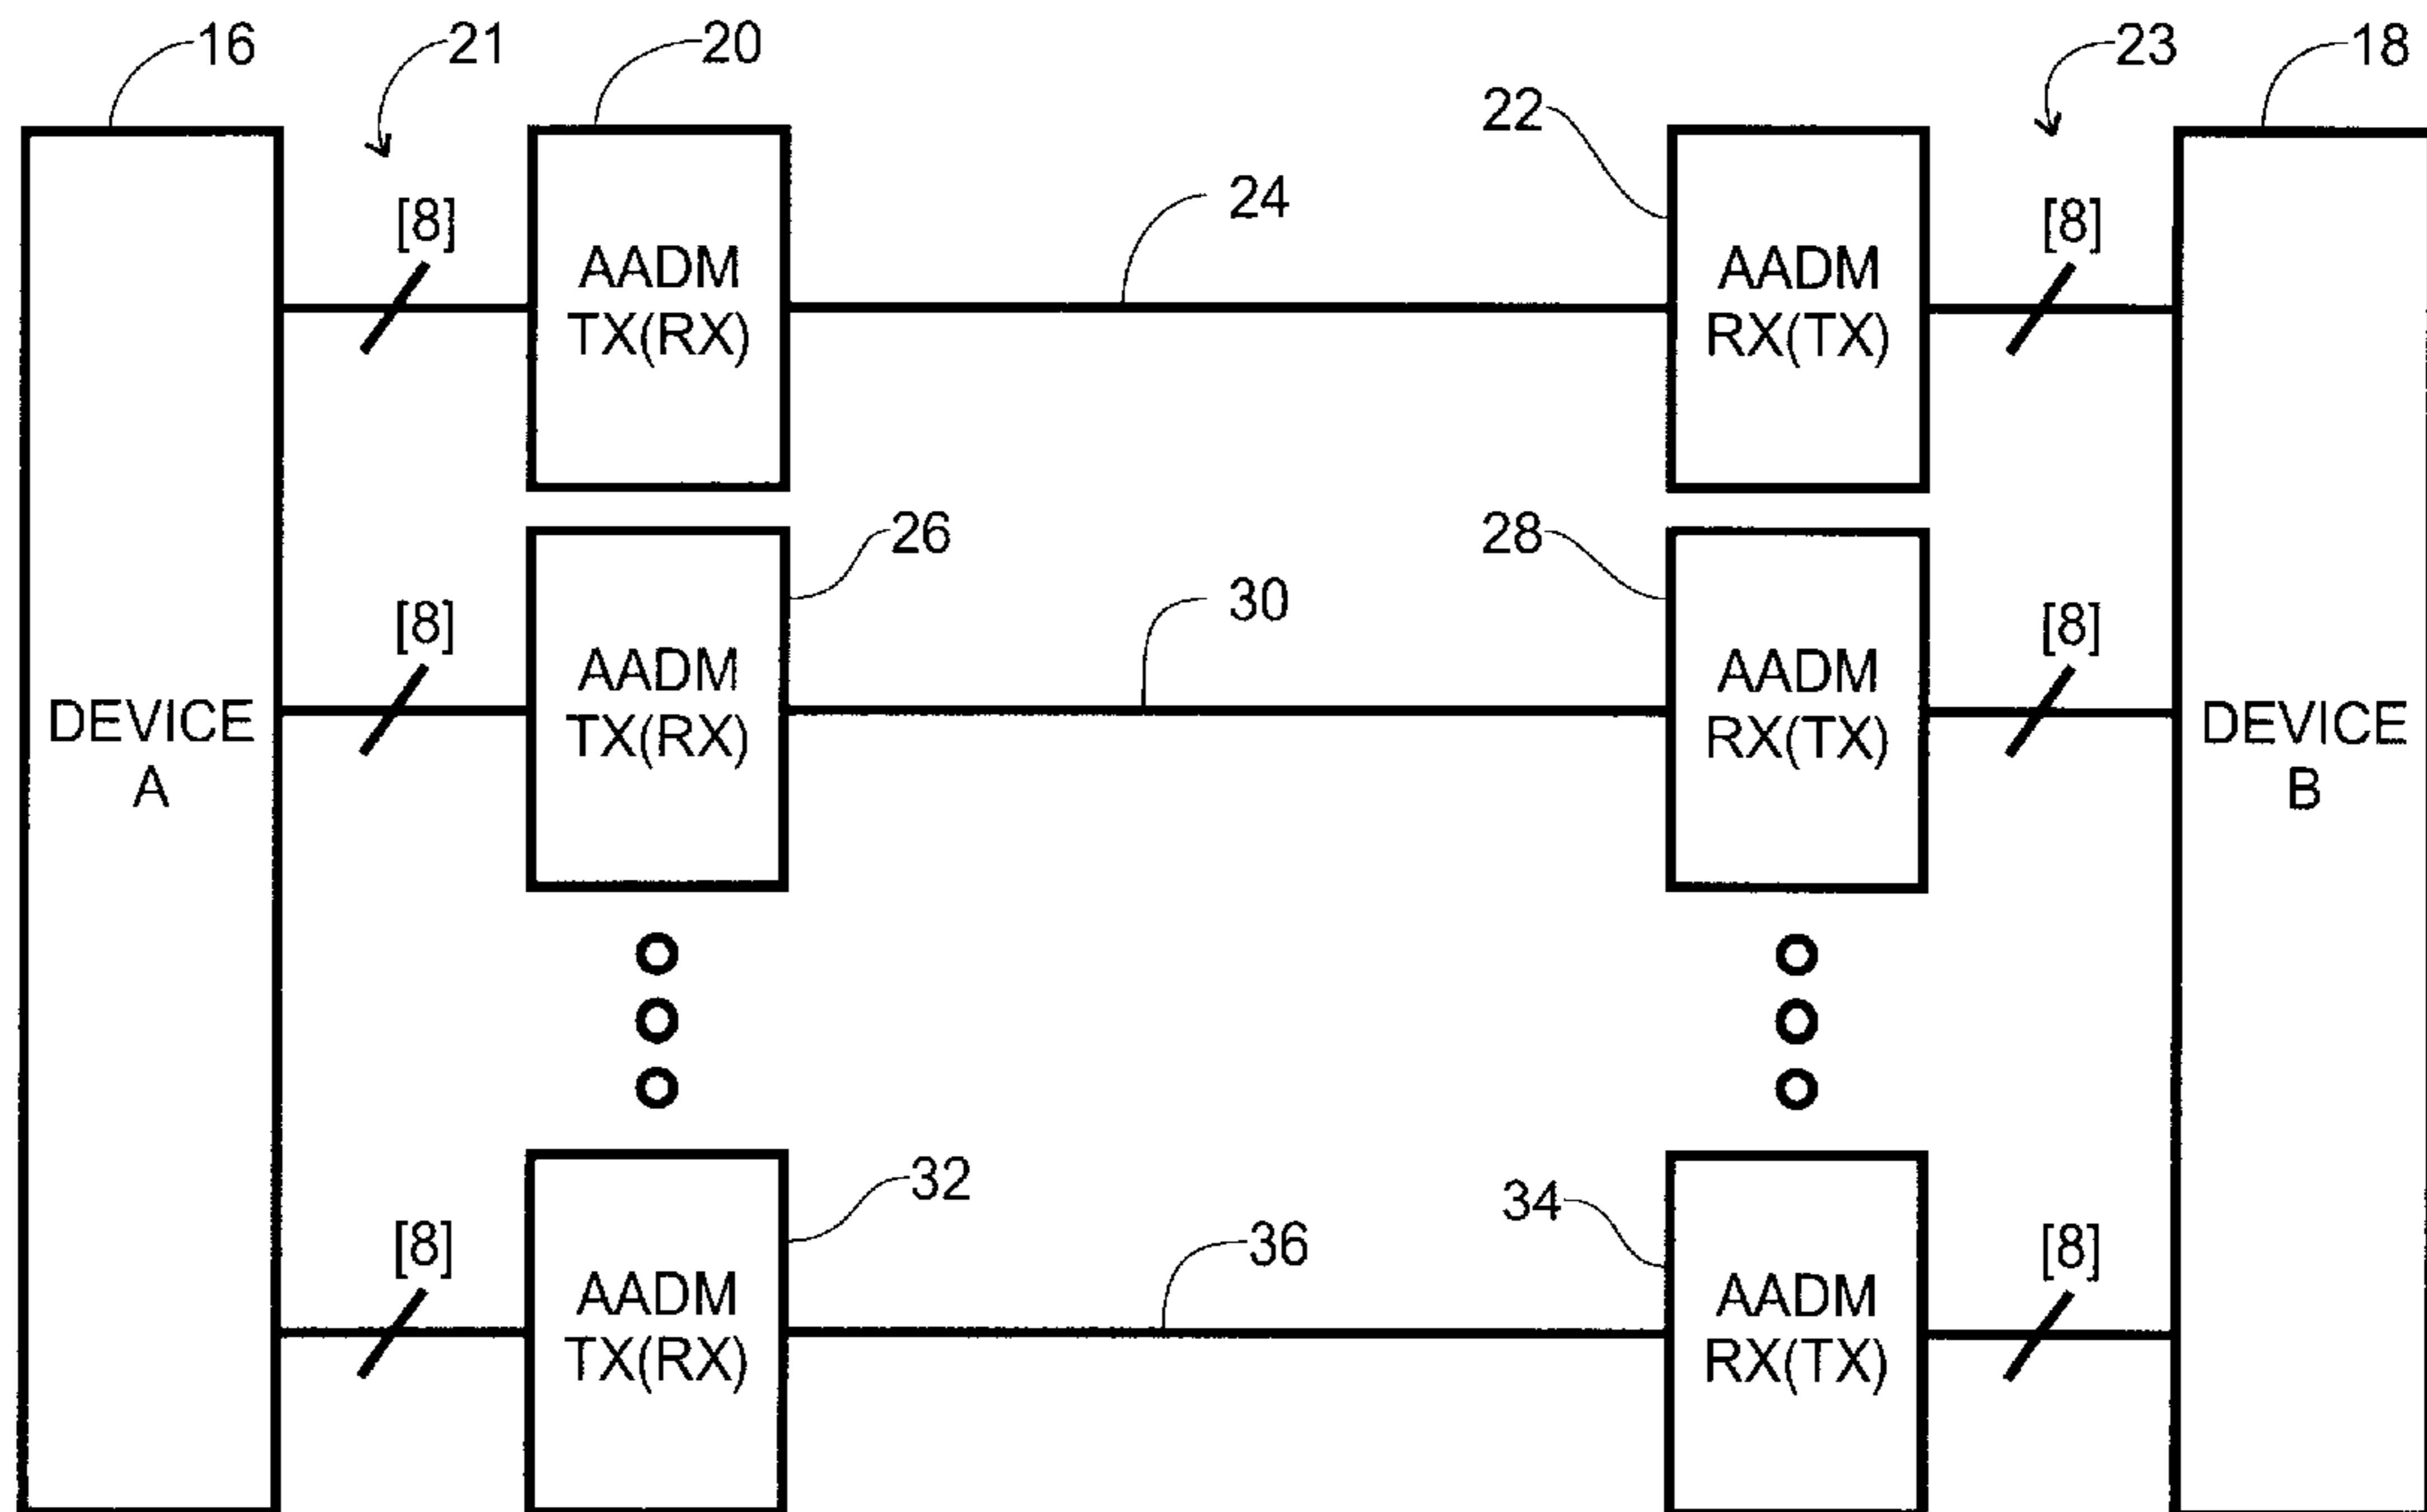 16
21
20
23
18
22
[8]
24
[8]
AADM
TX(RX)
AADM
RX(TX)
26
28
30
[8]
[8]
AADM
TX(RX)
AADM
RX(TX)
DEVICE
A
DEVICE
B
32
34
36
[8]
[8]
AADM
TX(RX)
AADM
RX(TX)